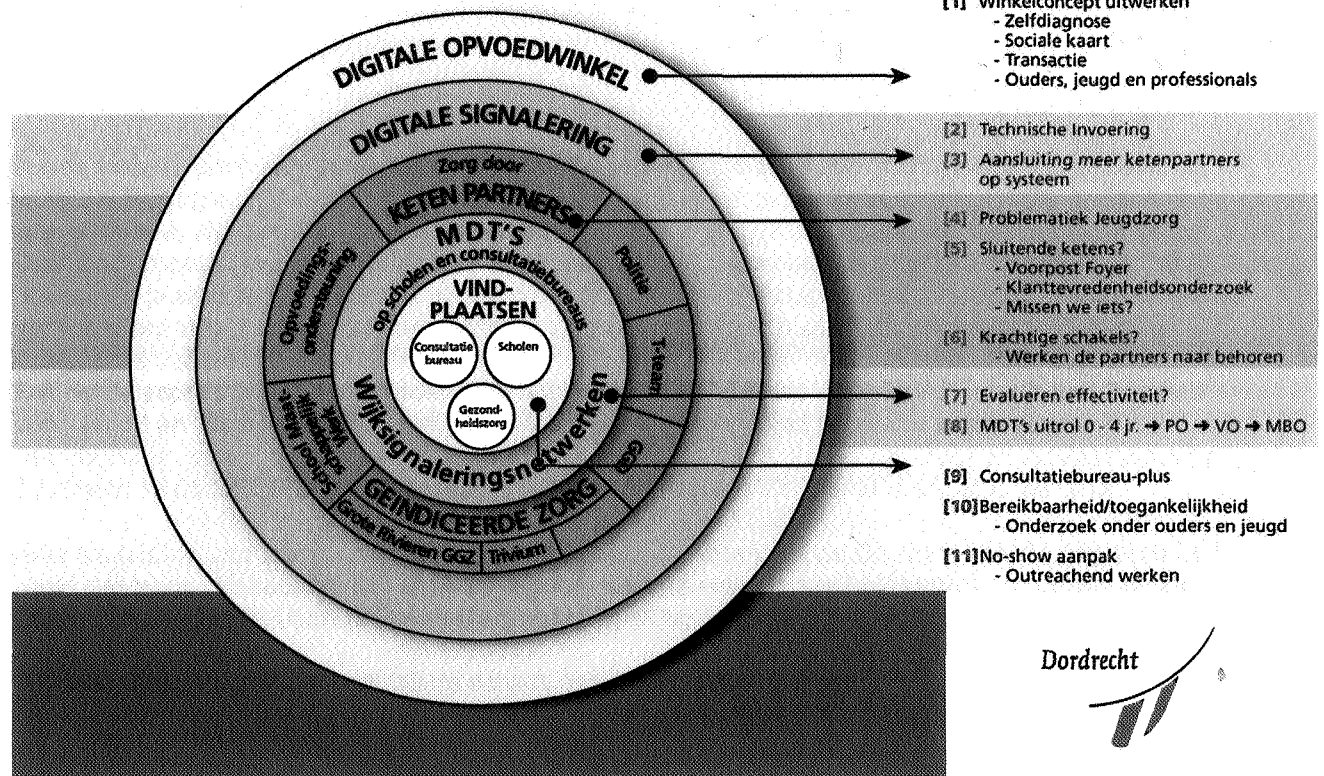 DIGITALE OPVOEDWINKEL
DIGITALE SIGNALERING
Zorg door
KETEN PARTNERS
MDT'S
op scholen en consultatiebureaus
VIND-
PLAATSEN
Consultatie
bureau
Scholen
Gezond-
heidszorg
Wijksignaleringsnetwerken
Opvoedings-
ondersteuning
Politie
T-team
GGD
School Maat-
schappelijk
Werk
GEÏNDICEERDE ZORG
Grote Rivieren GGZ
Trivium
[1] Winkelconcept uitwerken
- Zelfdiagnose
- Sociale kaart
- Transactie
- Ouders, jeugd en professionals
[2] Technische Invoering
[3] Aansluiting meer ketenpartners
op systeem
[4] Problematiek Jeugdzorg
[5] Sluitende ketens?
- Voorpost Foyer
- Klanttevredenheidsonderzoek
- Missen we iets?
[6] Krachtige schakels?
- Werken de partners naar behoren
[7] Evalueren effectiviteit?
[8] MDT's uitrol 0 - 4 jr. → PO → VO → MBO
[9] Consultatiebureau-plus
[10]Bereikbaarheid/toegankelijkheid
- Onderzoek onder ouders en jeugd
[11]No-show aanpak
- Outreachend werken
Dordrecht